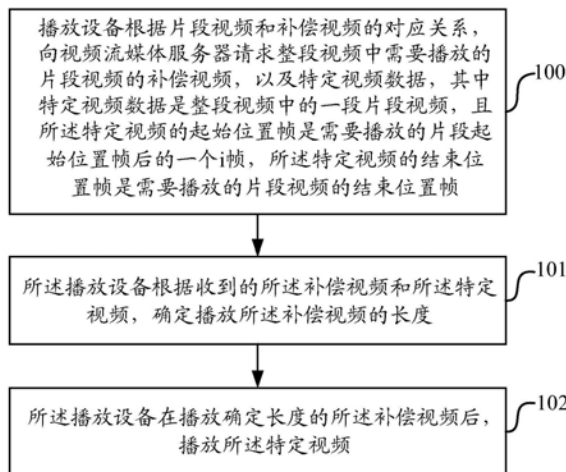 播放设备根据片段视频和补偿视频的对应关系，
向视频流媒体服务器请求整段视频中需要播放的
片段视频的补偿视频，以及特定视频数据，其中
特定视频数据是整段视频中的一段片段视频，且
所述特定视频的起始位置帧是需要播放的片段起
始位置帧后的一个i帧，所述特定视频的结束位
置帧是需要播放的片段视频的结束位置帧
100
所述播放设备根据收到的所述补偿视频和所述特定
视频，确定播放所述补偿视频的长度
101
所述播放设备在播放确定长度的所述补偿视频后，
播放所述特定视频
102